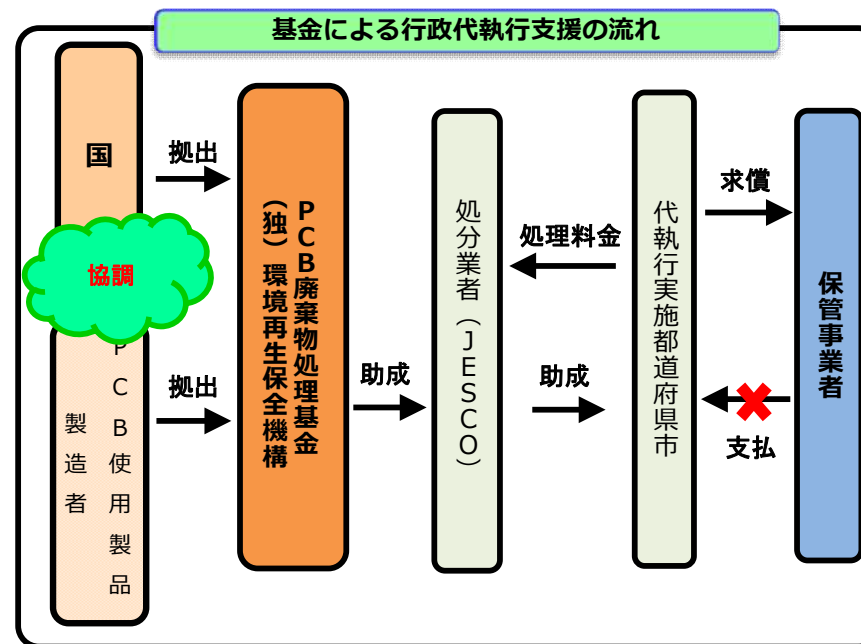 基金による行政代執行支援の流れ
国
協調
PCB使用製品
製造者
拠出
拠出
PCB廃棄物処理基金
(独)環境再生保全機構
助成
処分業者(JESCO)
処理料金
助成
代執行実施都道府県市
求償
支払
保管事業者